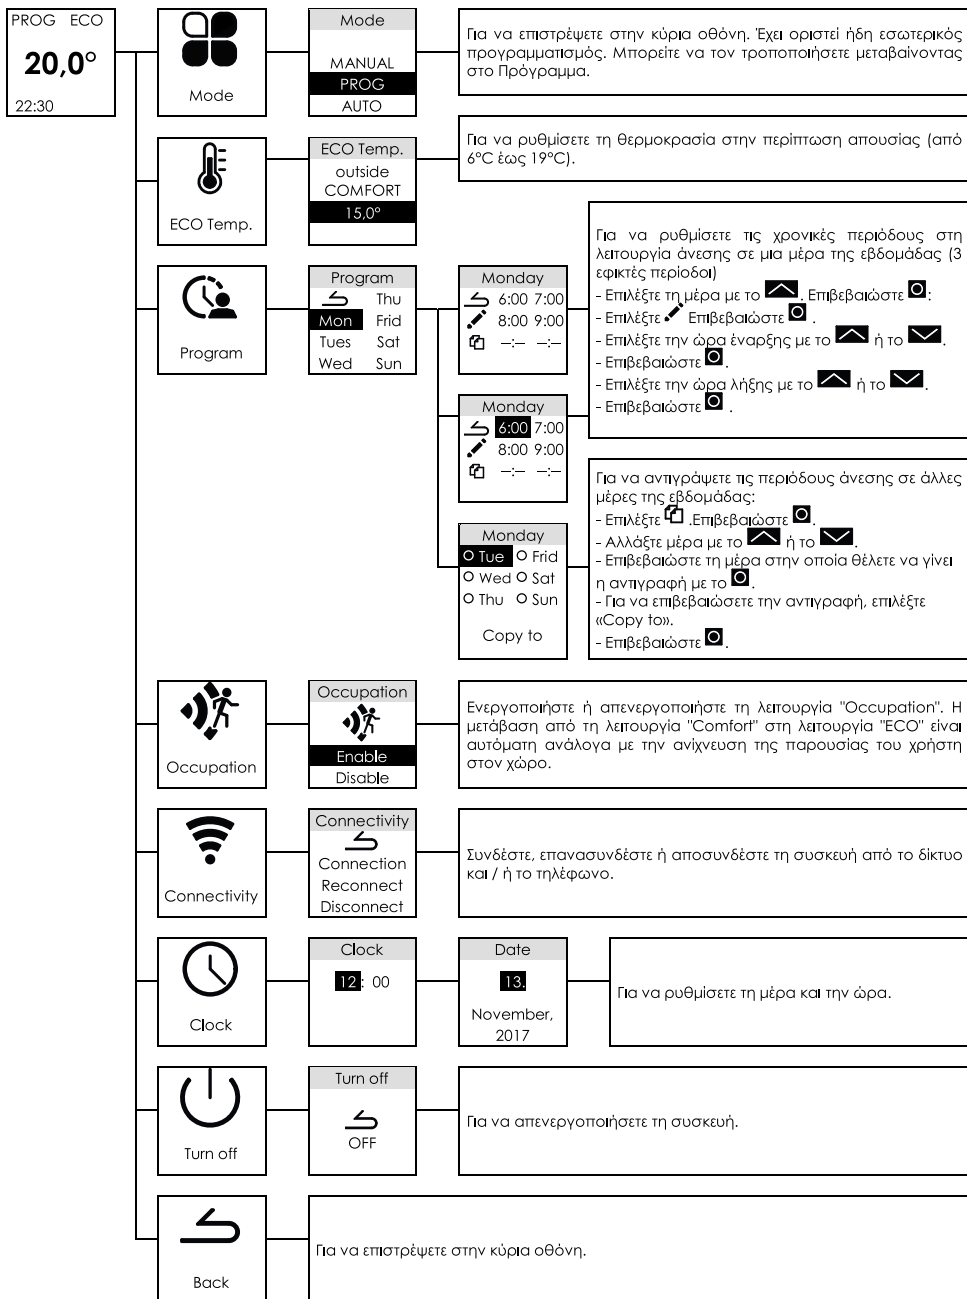 PROG ECO
20,0°
22:30
Mode
Mode
MANUAL
PROG
AUTO
Για να επιστρέψετε στην κύρια οθόνη. Έχει οριστεί ήδη εσωτερικός
προγραμματισμός. Μπορείτε να τον τροποποιήσετε μεταβαίνοντας
στο Πρόγραμμα.
ECO Temp.
ECO Temp.
outside
COMFORT
15,0°
Για να ρυθμίσετε τη θερμοκρασία στην περίπτωση απουσίας (από
6°C έως 19°C).
Program
Program
Thu
Mon Frid
Tues Sat
Wed Sun
Monday
6:00 7:00
8:00 9:00
–:– –:–
Monday
6:00 7:00
8:00 9:00
–:– –:–
Για να ρυθμίσετε τις χρονικές περιόδους στη
λειτουργία άνεσης σε μια μέρα της εβδομάδας (3
εφικτές περίοδοι)
- Επιλέξτε τη μέρα με το . Επιβεβαιώστε :
- Επιλέξτε Επιβεβαιώστε .
- Επιλέξτε την ώρα έναρξης με το ή το .
- Επιβεβαιώστε .
- Επιλέξτε την ώρα λήξης με το ή το .
- Επιβεβαιώστε .
Monday
Tue Frid
Wed Sat
Thu Sun
Copy to
Για να αντιγράψετε τις περιόδους άνεσης σε άλλες
μέρες της εβδομάδας:
- Επιλέξτε .Επιβεβαιώστε .
- Αλλάξτε μέρα με το ή το .
- Επιβεβαιώστε τη μέρα στην οποία θέλετε να γίνει
η αντιγραφή με το .
- Για να επιβεβαιώσετε την αντιγραφή, επιλέξτε
«Copy to».
- Επιβεβαιώστε .
Occupation
Occupation
Enable
Disable
Ενεργοποιήστε ή απενεργοποιήστε τη λειτουργία "Occupation". Η
μετάβαση από τη λειτουργία "Comfort" στη λειτουργία "ECO" είναι
αυτόματη ανάλογα με την ανίχνευση της παρουσίας του χρήστη
στον χώρο.
Connectivity
Connectivity
Connection
Reconnect
Disconnect
Συνδέστε, επανασυνδέστε ή αποσυνδέστε τη συσκευή από το δίκτυο
και / ή το τηλέφωνο.
Clock
Clock
12 : 00
Date
13.
November,
2017
Για να ρυθμίσετε τη μέρα και την ώρα.
Turn off
Turn off
OFF
Για να απενεργοποιήσετε τη συσκευή.
Back
Για να επιστρέψετε στην κύρια οθόνη.